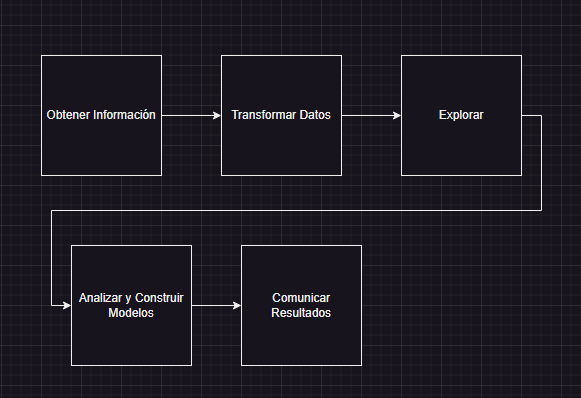 Obtener Información
Transformar Datos
Explorar
Analizar y Construir
Modelos
Comunicar
Resultados